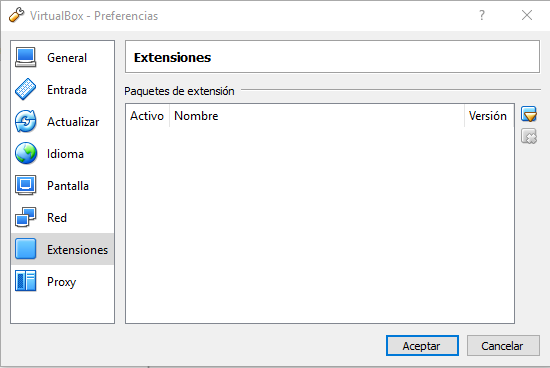 VirtualBox - Preferencias
?
General
Entrada
Actualizar
Idioma
Pantalla
Red
Extensiones
Proxy
Extensiones
Paquetes de extensión
Activo Nombre Versión
Aceptar Cancelar